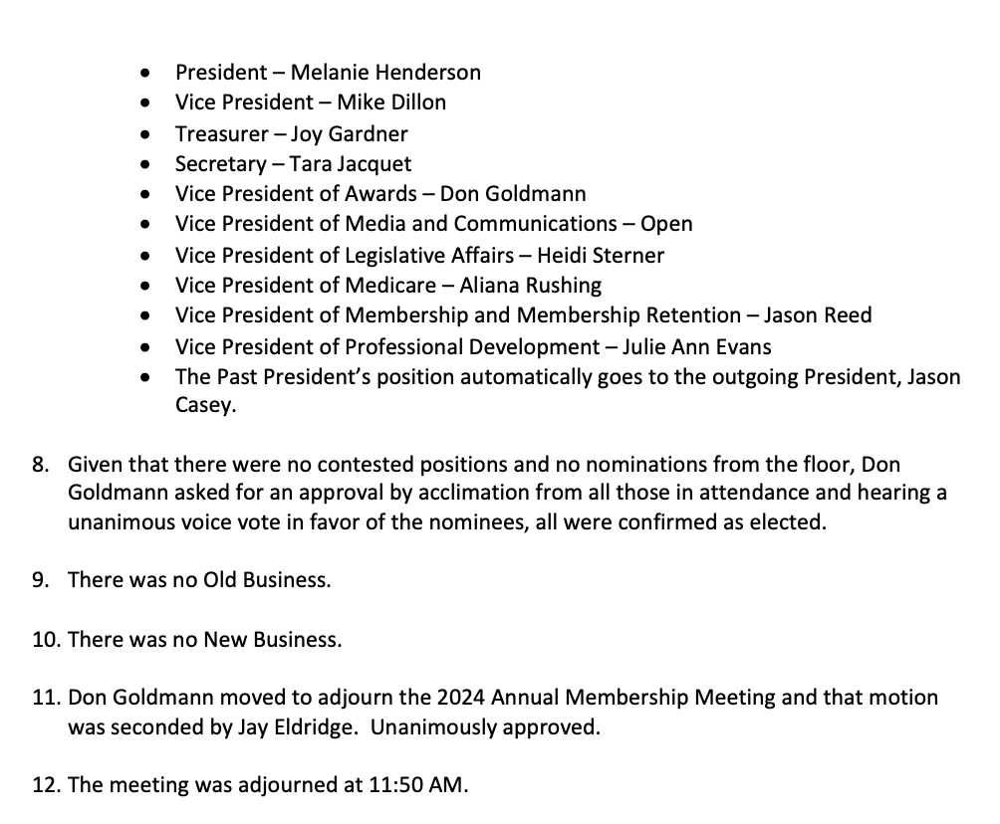 • President – Melanie Henderson
• Vice President – Mike Dillon
• Treasurer – Joy Gardner
• Secretary – Tara Jacquet
• Vice President of Awards – Don Goldmann
• Vice President of Media and Communications – Open
• Vice President of Legislative Affairs – Heidi Sterner
• Vice President of Medicare – Aliana Rushing
• Vice President of Membership and Membership Retention – Jason Reed
• Vice President of Professional Development – Julie Ann Evans
• The Past President’s position automatically goes to the outgoing President, Jason
Casey.
8. Given that there were no contested positions and no nominations from the floor, Don
Goldmann asked for an approval by acclimation from all those in attendance and hearing a
unanimous voice vote in favor of the nominees, all were confirmed as elected.
9. There was no Old Business.
10. There was no New Business.
11. Don Goldmann moved to adjourn the 2024 Annual Membership Meeting and that motion
was seconded by Jay Eldridge.  Unanimously approved.
12. The meeting was adjourned at 11:50 AM.